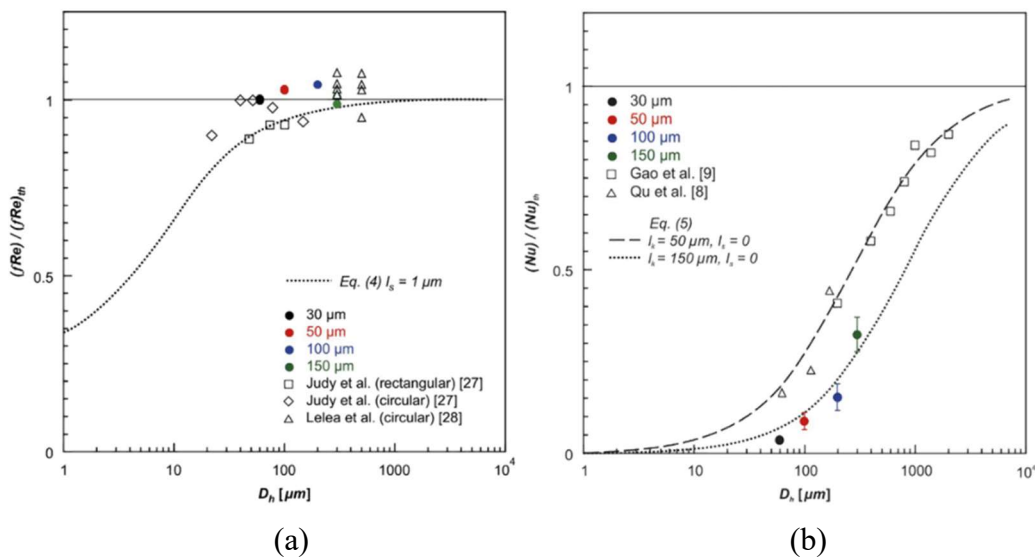 1
0.5
0
(fRe) / (fRe)th
Eq. (4) ls = 1 μm
30 μm
50 μm
100 μm
150 μm
Judy et al. (rectangular) [27]
Judy et al. (circular) [27]
Lelea et al. (circular) [28]
1 10 100 1000 10⁴
Dh [μm]
(a)
1
0.5
0
(Nu) / (Nu)th
30 μm
50 μm
100 μm
150 μm
Gao et al. [9]
Qu et al. [8]
Eq. (5)
lk = 50 μm, ls = 0
lk = 150 μm, ls = 0
1 10 100 1000 10⁴
Dh [μm]
(b)